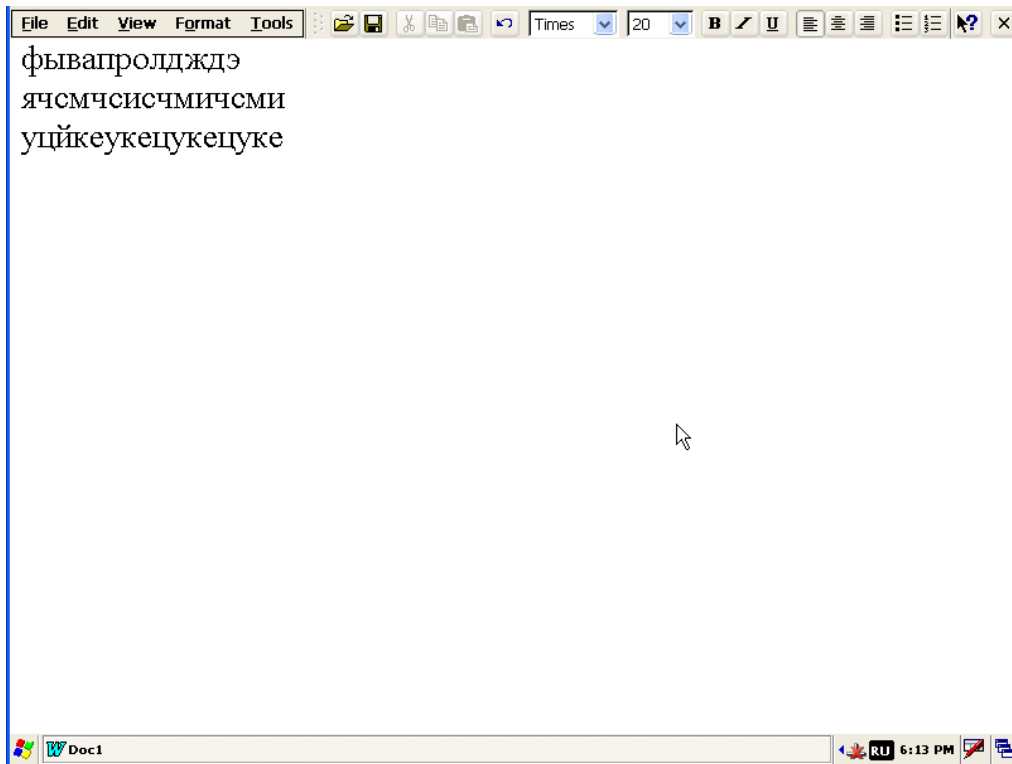 File Edit View Format Tools Times 20 B I U
фывапролджэ
ячсмчсисчмичсми
уцйкеукецукецуке
Doc1 RU 6:13 PM